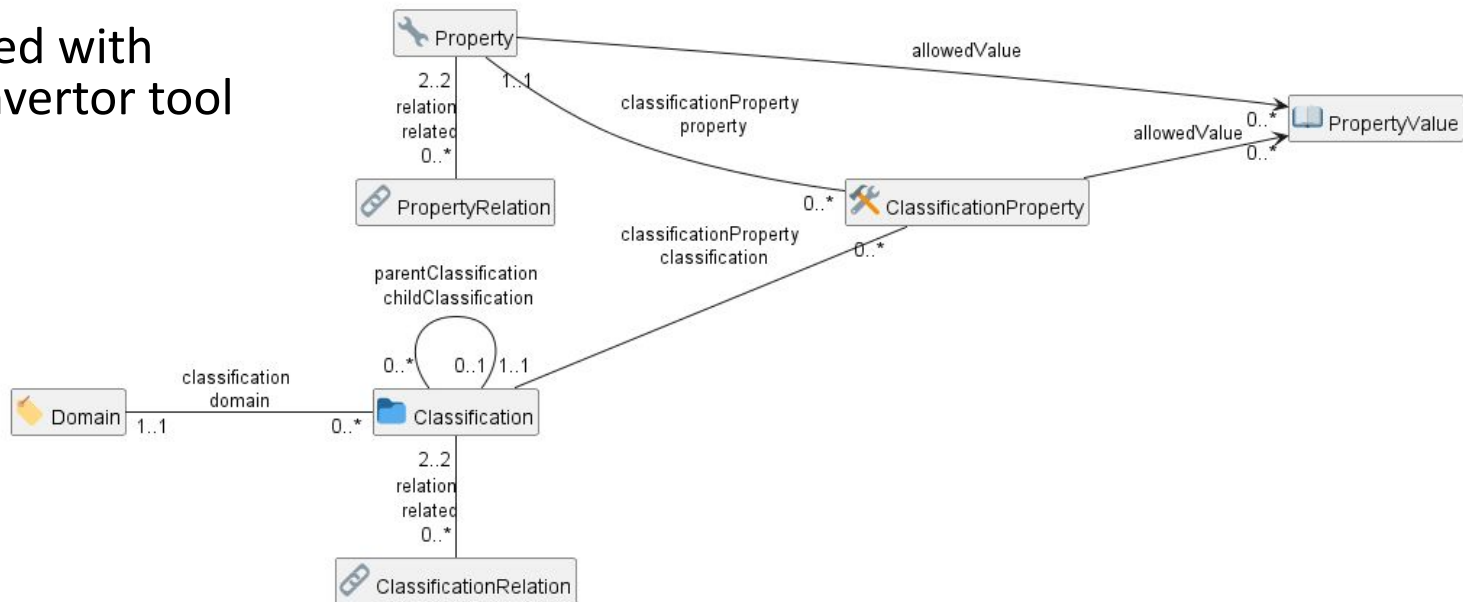 ed with
nvertor tool
Property
allowedValue
2..2
1..1
relation
related
0..*
classificationProperty
property
0..*
PropertyValue
allowedValue
0..*
PropertyRelation
0..*
ClassificationProperty
classificationProperty
classification
0..*
parentClassification
childClassification
0..*
0..1
1..1
classification
domain
Domain
1..1
0..*
Classification
2..2
relation
related
0..*
ClassificationRelation